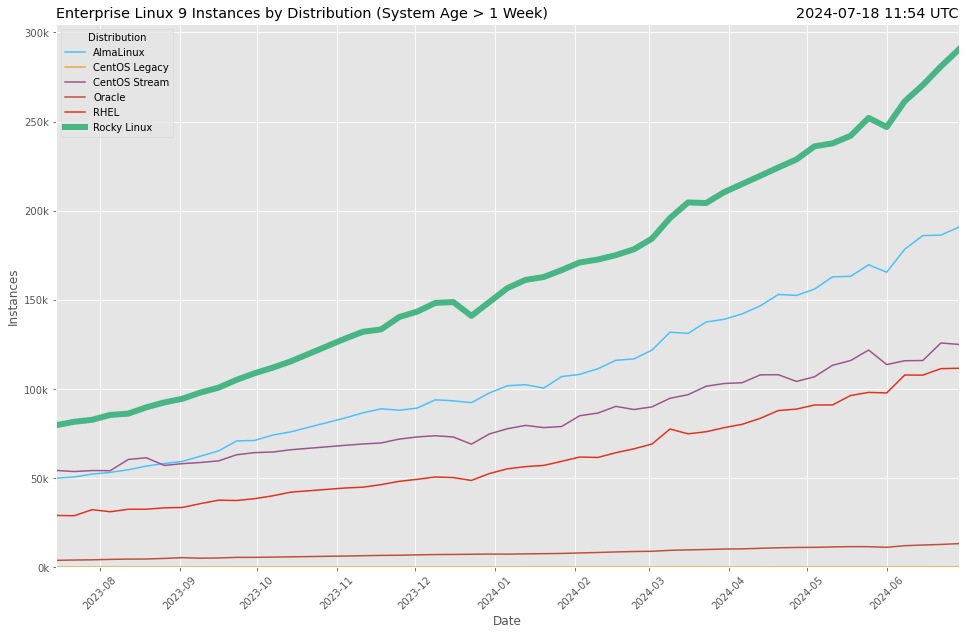 Enterprise Linux 9 Instances by Distribution (System Age > 1 Week)
2024-07-18 11:54 UTC
Distribution
AlmaLinux
CentOS Legacy
CentOS Stream
Oracle
RHEL
Rocky Linux
300k
250k
200k
150k
100k
50k
0k
Instances
2023-08
2023-09
2023-10
2023-11
2023-12
2024-01
2024-02
2024-03
2024-04
2024-05
2024-06
Date